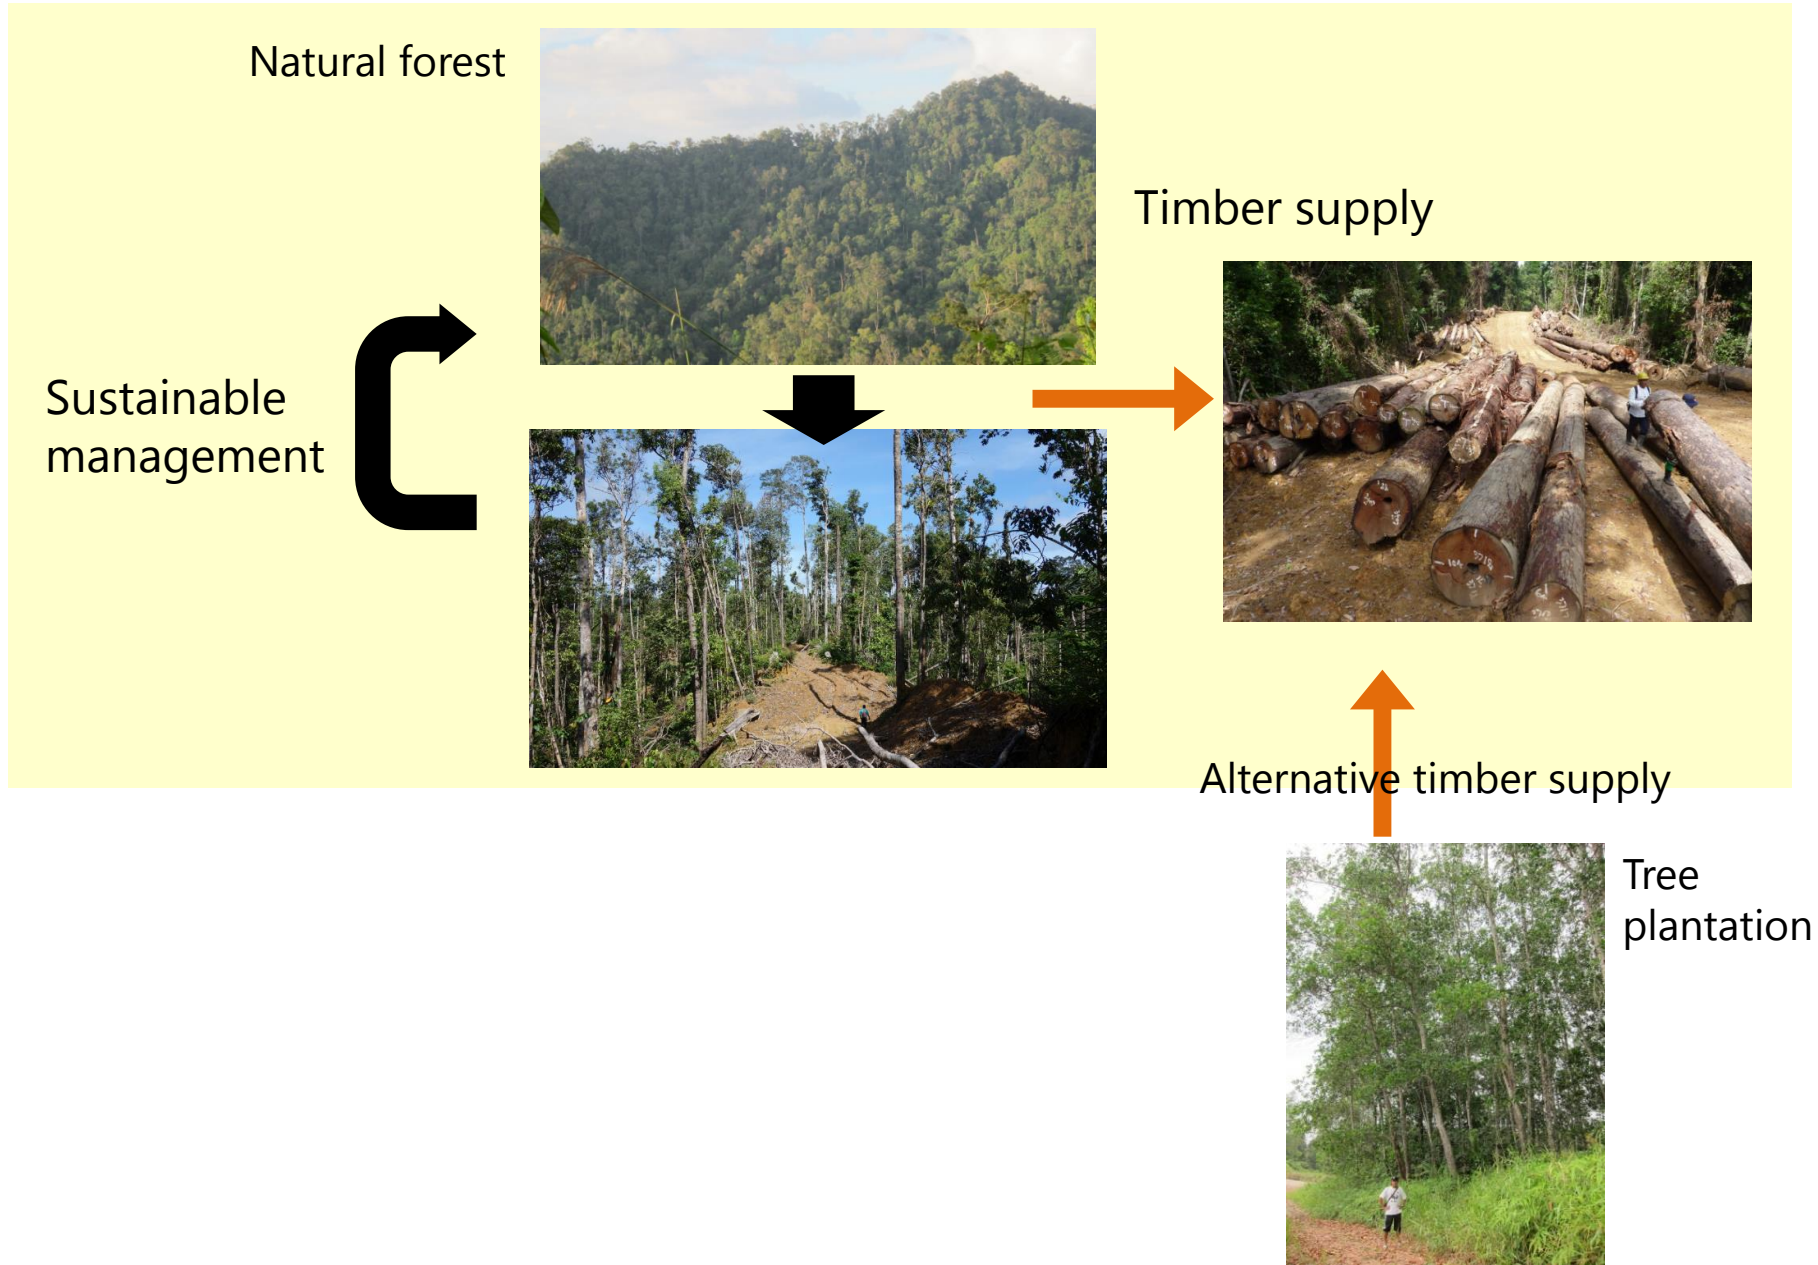 Natural forest
Timber supply
Sustainable
management
Alternative timber supply
Tree
plantation